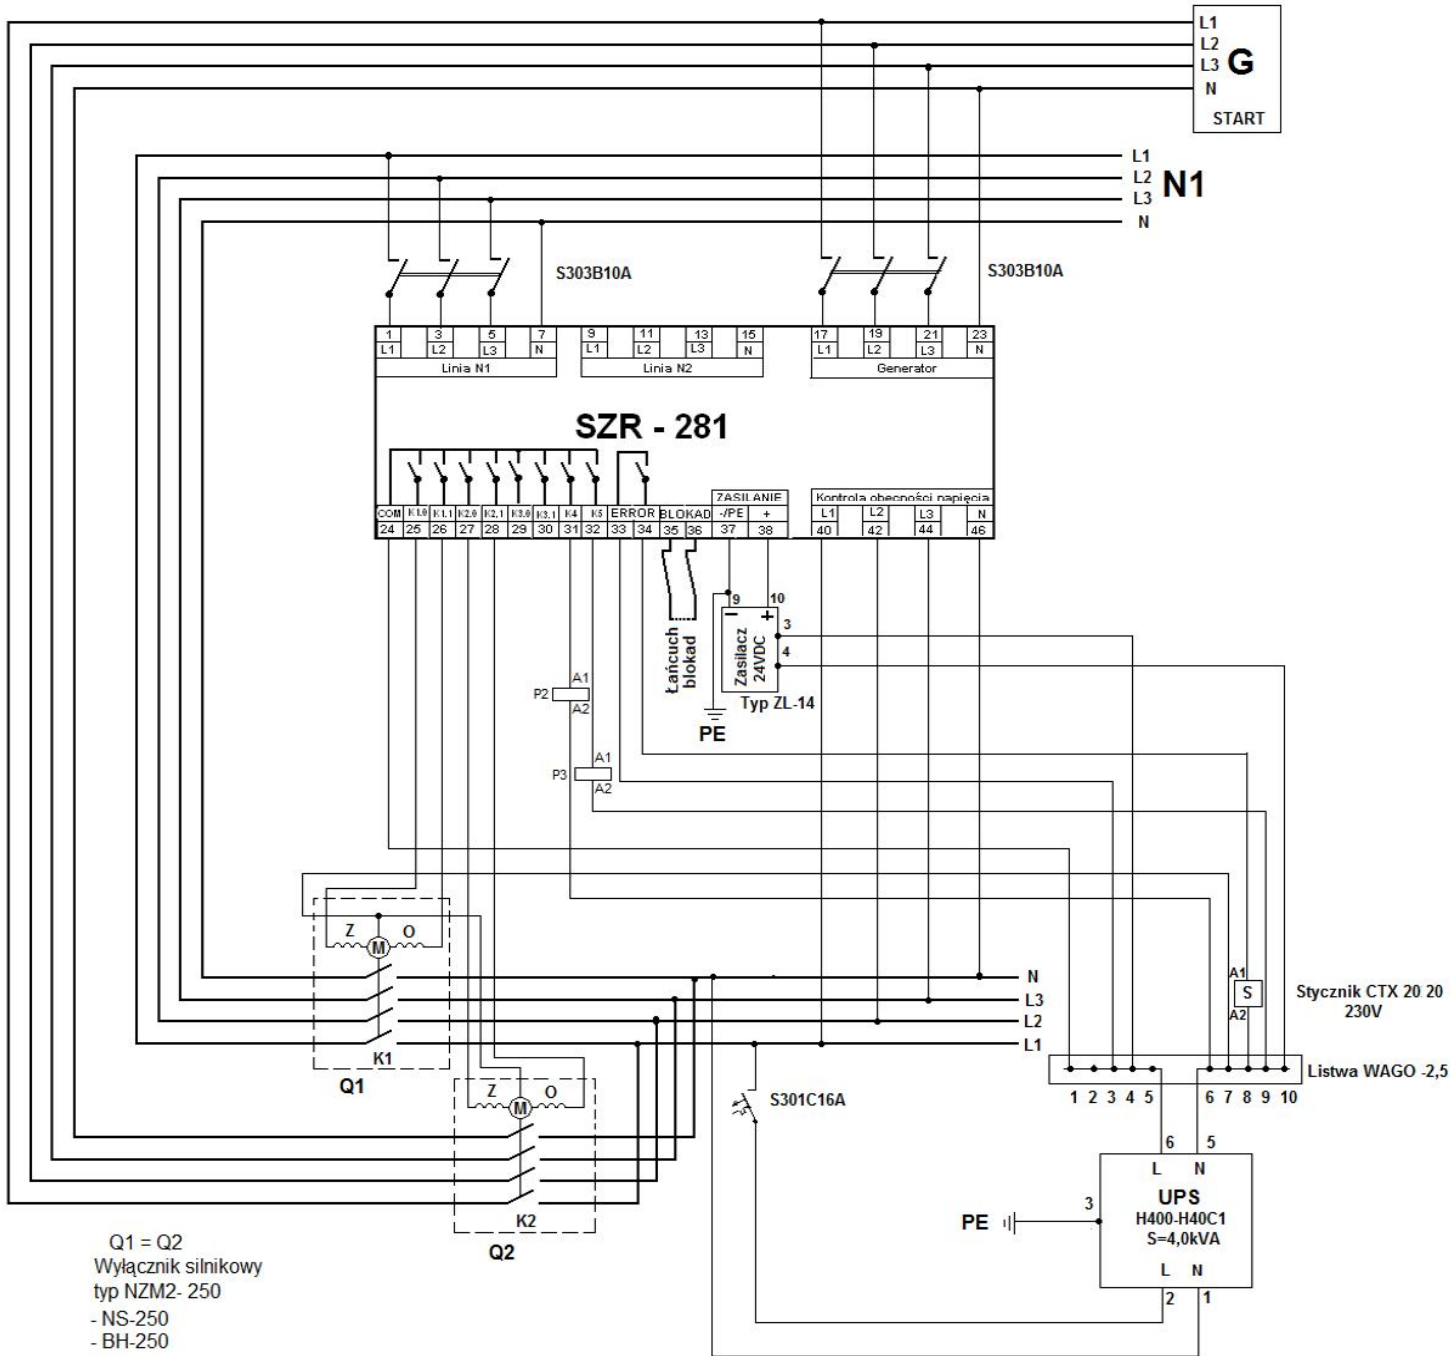 L1
L2
L3
N
G
START
L1
L2
L3
N
N1
S303B10A
S303B10A
1 3 5 7 9 11 13 15 17 19 21 23
L1 L2 L3 N L1 L2 L3 N L1 L2 L3 N
Linia N1 Linia N2 Generator
SZR - 281
ZASILANIE Kontrola obecności napięcia
COM K1.0 K1.1 K2.0 K2.1 K3.0 K3.1 K4 K5 ERROR BLOKAD -/PE + L1 L2 L3 N
24 25 26 27 28 29 30 31 32 33 34 35 36 37 38 40 42 44 46
9 10
- +
3
4
Zasilacz
24VDC
Łańcuch
blokad
Typ ZL-14
PE
A1
P2
A2
A1
P3
A2
Z M O
K1
Q1
N
L3
L2
L1
A1
S
A2
Stycznik CTX 20 20
230V
Listwa WAGO -2,5
1 2 3 4 5 6 7 8 9 10
Z M O
K2
Q2
S301C16A
6 5
L N
UPS
H400-H40C1
S=4,0kVA
3
PE
L N
2 1
Q1 = Q2
Wyłącznik silnikowy
typ NZM2- 250
- NS-250
- BH-250